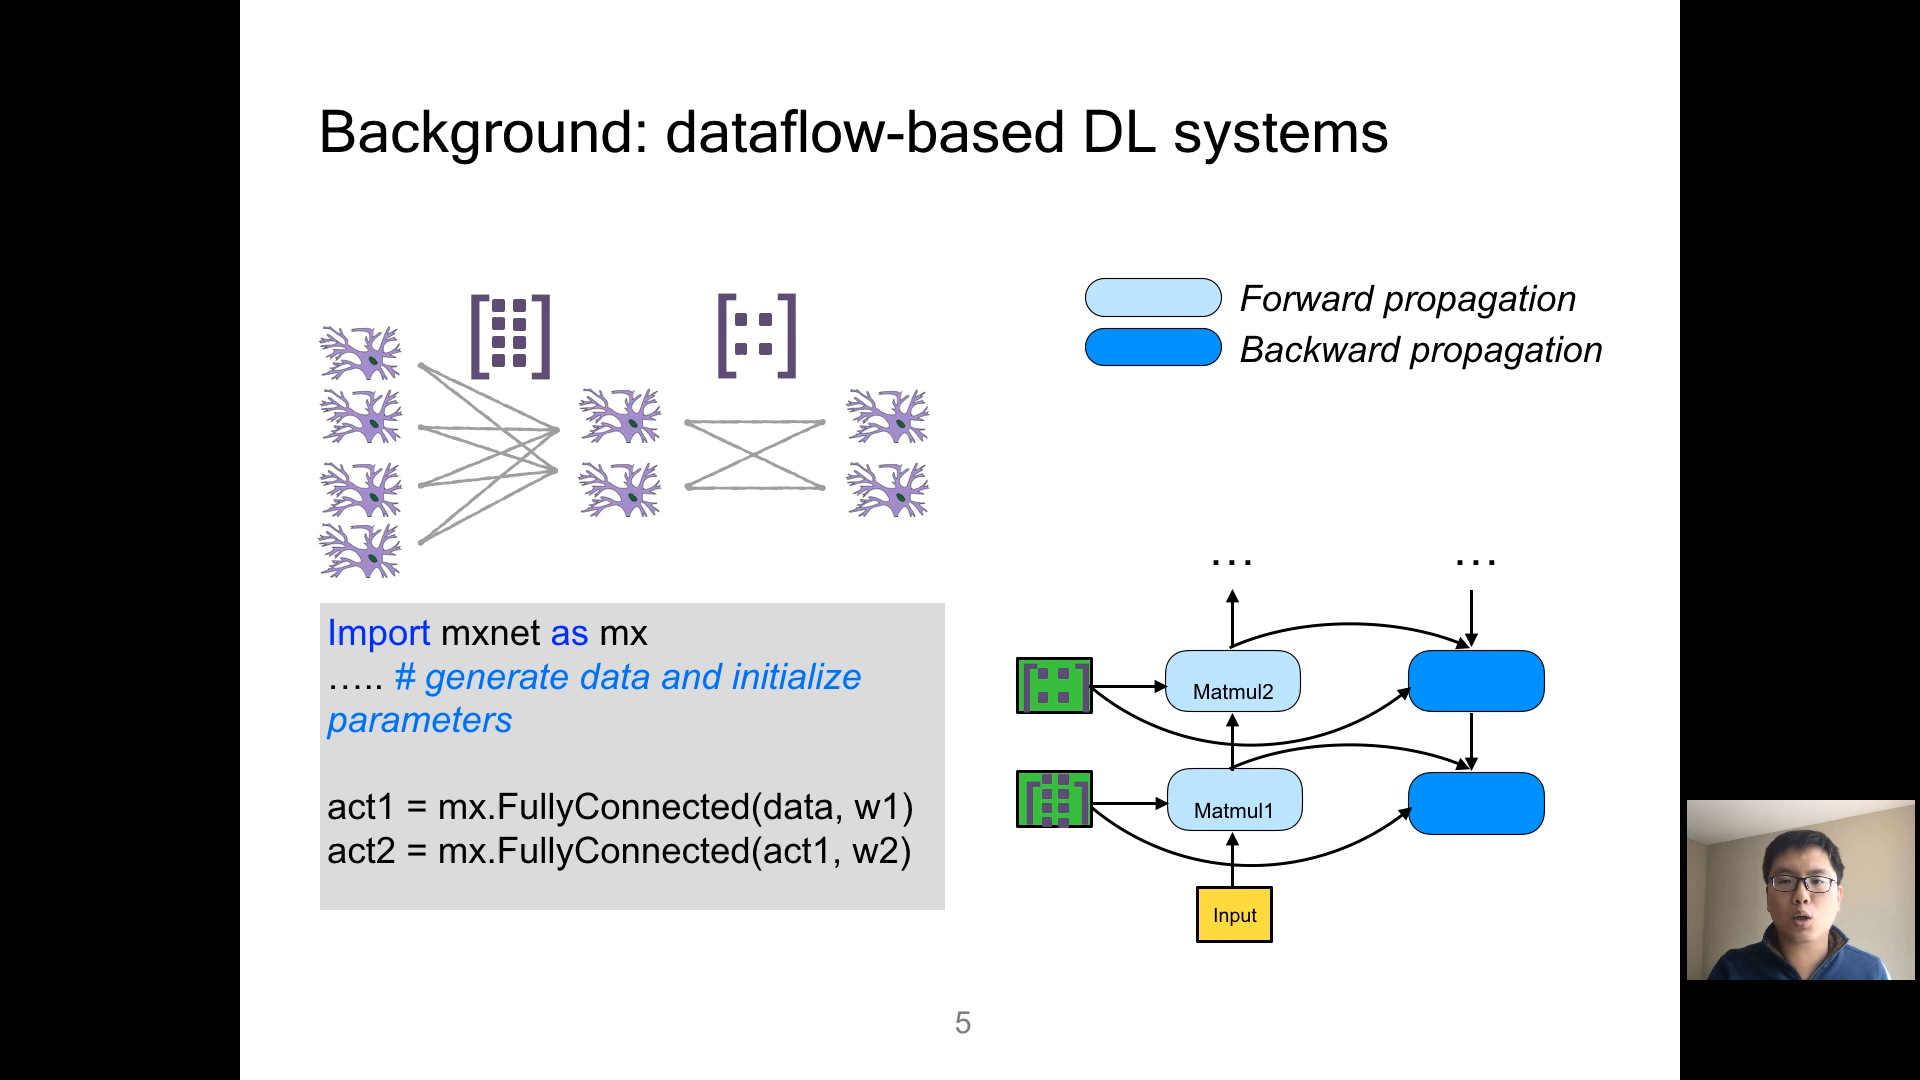 Background: dataflow-based DL systems
Forward propagation
Backward propagation
… …
Import mxnet as mx
….. # generate data and initialize
parameters
act1 = mx.FullyConnected(data, w1)
act2 = mx.FullyConnected(act1, w2)
Matmul2
Matmul1
Input
5